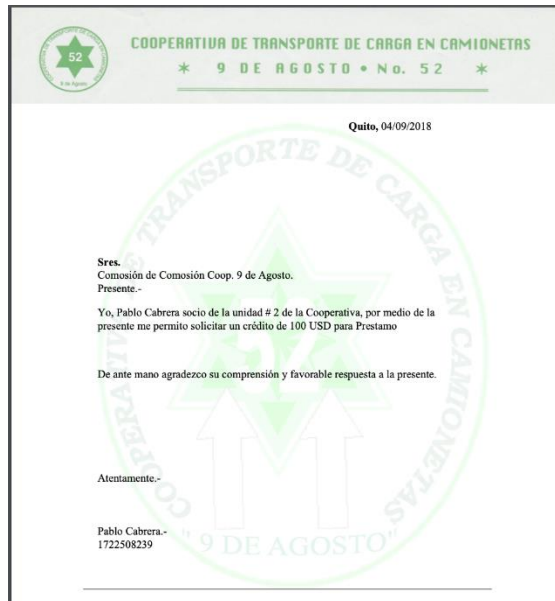 52
9 de Agosto
COOPERATIVA DE TRANSPORTE DE CARGA EN CAMIONETAS
* 9 DE AGOSTO • No. 52 *
Quito, 04/09/2018
COOPERATIVA DE TRANSPORTE DE CARGA EN CAMIONETAS
52
Sres.
Comosión de Comosión Coop. 9 de Agosto.
Presente.-
Yo, Pablo Cabrera socio de la unidad # 2 de la Cooperativa, por medio de la
presente me permito solicitar un crédito de 100 USD para Prestamo
De ante mano agradezco su comprensión y favorable respuesta a la presente.
Atentamente.-
Pablo Cabrera.-
1722508239
"9 DE AGOSTO"